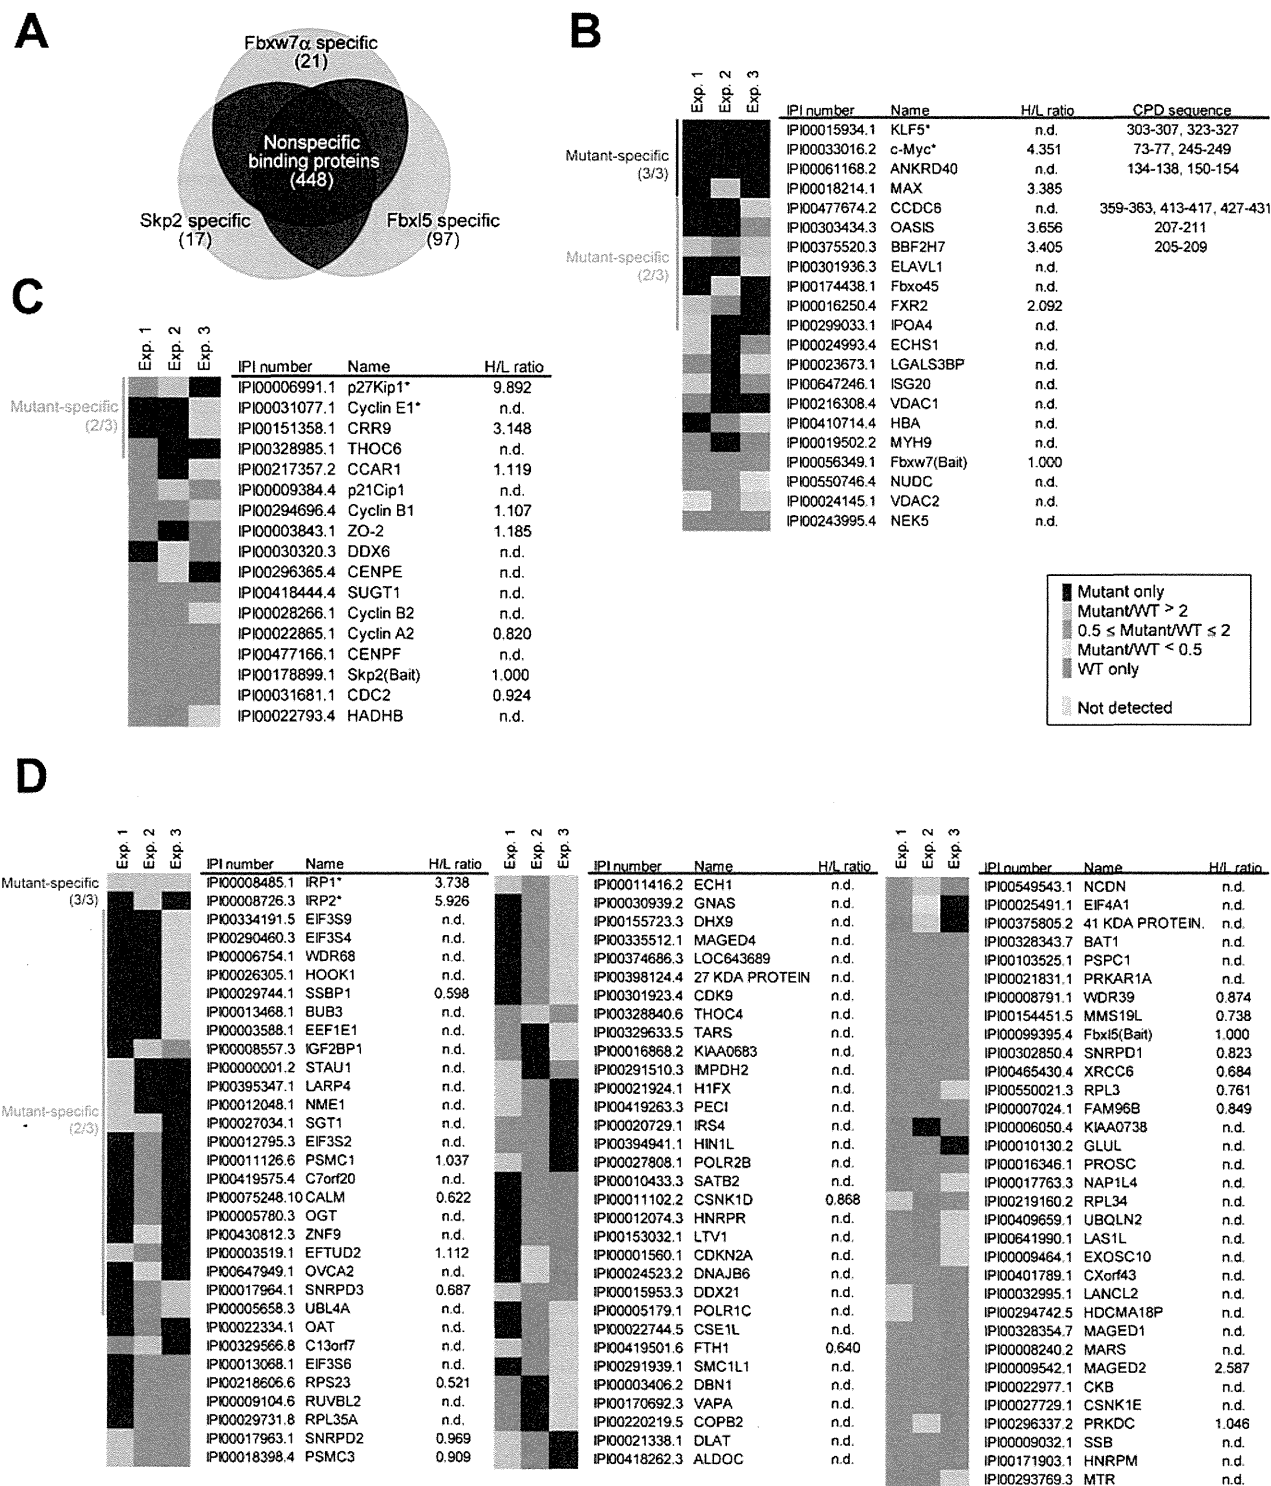 A
Fbxw7α specific
(21)
Nonspecific
binding proteins
(448)
Skp2 specific
(17)
Fbxl5 specific
(97)
B
Exp. 1
Exp. 2
Exp. 3
IPI number Name H/L ratio CPD sequence
Mutant-specific
(3/3)
Mutant-specific
(2/3)
IPI00015934.1 KLF5* n.d. 303-307, 323-327
IPI00033016.2 c-Myc* 4.351 73-77, 245-249
IPI00061168.2 ANKRD40 n.d. 134-138, 150-154
IPI00018214.1 MAX 3.385
IPI00477674.2 CCDC6 n.d. 359-363, 413-417, 427-431
IPI00303434.3 OASIS 3.656 207-211
IPI00375520.3 BBF2H7 3.405 205-209
IPI00301936.3 ELAVL1 n.d.
IPI00174438.1 Fbxo45 n.d.
IPI00016250.4 FXR2 2.092
IPI00299033.1 IPOA4 n.d.
IPI00024993.4 ECHS1 n.d.
IPI00023673.1 LGALS3BP n.d.
IPI00647246.1 ISG20 n.d.
IPI00216308.4 VDAC1 n.d.
IPI00410714.4 HBA n.d.
IPI00019502.2 MYH9 n.d.
IPI00056349.1 Fbxw7(Bait) 1.000
IPI00550746.4 NUDC n.d.
IPI00024145.1 VDAC2 n.d.
IPI00243995.4 NEK5 n.d.
Mutant only
Mutant/WT > 2
0.5 ≤ Mutant/WT ≤ 2
Mutant/WT < 0.5
WT only
Not detected
C
Exp. 1
Exp. 2
Exp. 3
IPI number Name H/L ratio
Mutant-specific
(2/3)
IPI00006991.1 p27Kip1* 9.892
IPI00031077.1 Cyclin E1* n.d.
IPI00151358.1 CRR9 3.148
IPI00328985.1 THOC6 n.d.
IPI00217357.2 CCAR1 1.119
IPI00009384.4 p21Cip1 n.d.
IPI00294696.4 Cyclin B1 1.107
IPI00003843.1 ZO-2 1.185
IPI00030320.3 DDX6 n.d.
IPI00296365.4 CENPE n.d.
IPI00418444.4 SUGT1 n.d.
IPI00028266.1 Cyclin B2 n.d.
IPI00022865.1 Cyclin A2 0.820
IPI00477166.1 CENPF n.d.
IPI00178899.1 Skp2(Bait) 1.000
IPI00031681.1 CDC2 0.924
IPI00022793.4 HADHB n.d.
D
Exp. 1
Exp. 2
Exp. 3
IPI number Name H/L ratio
Mutant-specific
(3/3)
Mutant-specific
(2/3)
IPI00008485.1 IRP1* 3.738
IPI00008726.3 IRP2* 5.926
IPI00334191.5 EIF3S9 n.d.
IPI00290460.3 EIF3S4 n.d.
IPI00006754.1 WDR68 n.d.
IPI00026305.1 HOOK1 n.d.
IPI00029744.1 SSBP1 0.598
IPI00013468.1 BUB3 n.d.
IPI00003588.1 EEF1E1 n.d.
IPI00008557.3 IGF2BP1 n.d.
IPI00000001.2 STAU1 n.d.
IPI00395347.1 LARP4 n.d.
IPI00012048.1 NME1 n.d.
IPI00027034.1 SGT1 n.d.
IPI00012795.3 EIF3S2 n.d.
IPI00011126.6 PSMC1 1.037
IPI00419575.4 C7orf20 n.d.
IPI00075248.10 CALM 0.622
IPI00005780.3 OGT n.d.
IPI00430812.3 ZNF9 n.d.
IPI00003519.1 EFTUD2 1.112
IPI00647949.1 OVCA2 n.d.
IPI00017964.1 SNRPD3 0.687
IPI00005658.3 UBL4A n.d.
IPI00022334.1 OAT n.d.
IPI00329566.8 C13orf7 n.d.
IPI00013068.1 EIF3S6 n.d.
IPI00218606.6 RPS23 0.521
IPI00009104.6 RUVBL2 n.d.
IPI00029731.8 RPL35A n.d.
IPI00017963.1 SNRPD2 0.969
IPI00018398.4 PSMC3 0.909
Exp. 1
Exp. 2
Exp. 3
IPI number Name H/L ratio
IPI00011416.2 ECH1 n.d.
IPI00030939.2 GNAS n.d.
IPI00155723.3 DHX9 n.d.
IPI00335512.1 MAGED4 n.d.
IPI00374686.3 LOC643689 n.d.
IPI00398124.4 27 KDA PROTEIN n.d.
IPI00301923.4 CDK9 n.d.
IPI00328840.6 THOC4 n.d.
IPI00329633.5 TARS n.d.
IPI00016868.2 KIAA0683 n.d.
IPI00291510.3 IMPDH2 n.d.
IPI00021924.1 H1FX n.d.
IPI00419263.3 PECI n.d.
IPI00020729.1 IRS4 n.d.
IPI00394941.1 HIN1L n.d.
IPI00027808.1 POLR2B n.d.
IPI00010433.3 SATB2 n.d.
IPI00011102.2 CSNK1D 0.868
IPI00012074.3 HNRPR n.d.
IPI00153032.1 LTV1 n.d.
IPI00001560.1 CDKN2A n.d.
IPI00024523.2 DNAJB6 n.d.
IPI00015953.3 DDX21 n.d.
IPI00005179.1 POLR1C n.d.
IPI00022744.5 CSE1L n.d.
IPI00419501.6 FTH1 0.640
IPI00291939.1 SMC1L1 n.d.
IPI00003406.2 DBN1 n.d.
IPI00170692.3 VAPA n.d.
IPI00220219.5 COPB2 n.d.
IPI00021338.1 DLAT n.d.
IPI00418262.3 ALDOC n.d.
Exp. 1
Exp. 2
Exp. 3
IPI number Name H/L ratio
IPI00549543.1 NCDN n.d.
IPI00025491.1 EIF4A1 n.d.
IPI00375805.2 41 KDA PROTEIN. n.d.
IPI00328343.7 BAT1 n.d.
IPI00103525.1 PSPC1 n.d.
IPI00021831.1 PRKAR1A n.d.
IPI00008791.1 WDR39 0.874
IPI00154451.5 MMS19L 0.738
IPI00099395.4 Fbxl5(Bait) 1.000
IPI00302850.4 SNRPD1 0.823
IPI00465430.4 XRCC6 0.684
IPI00550021.3 RPL3 0.761
IPI00007024.1 FAM96B 0.849
IPI00006050.4 KIAA0738 n.d.
IPI00010130.2 GLUL n.d.
IPI00016346.1 PROSC n.d.
IPI00017763.3 NAP1L4 n.d.
IPI00219160.2 RPL34 n.d.
IPI00409659.1 UBQLN2 n.d.
IPI00641990.1 LAS1L n.d.
IPI00009464.1 EXOSC10 n.d.
IPI00401789.1 CXorf43 n.d.
IPI00032995.1 LANCL2 n.d.
IPI00294742.5 HDCMA18P n.d.
IPI00328354.7 MAGED1 n.d.
IPI00008240.2 MARS n.d.
IPI00009542.1 MAGED2 2.587
IPI00022977.1 CKB n.d.
IPI00027729.1 CSNK1E n.d.
IPI00296337.2 PRKDC 1.046
IPI00009032.1 SSB n.d.
IPI00171903.1 HNRPM n.d.
IPI00293769.3 MTR n.d.